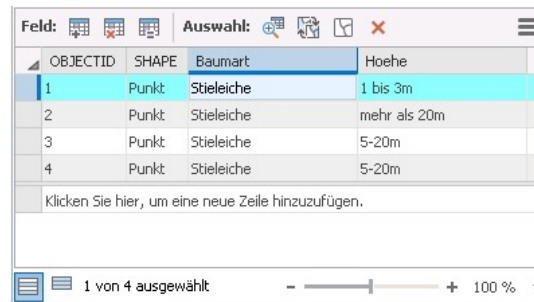 Feld: Auswahl:
OBJECTID SHAPE Baumart Hoehe
1 Punkt Stieleiche 1 bis 3m
2 Punkt Stieleiche mehr als 20m
3 Punkt Stieleiche 5-20m
4 Punkt Stieleiche 5-20m
Klicken Sie hier, um eine neue Zeile hinzuzufügen.
1 von 4 ausgewählt - + 100 %